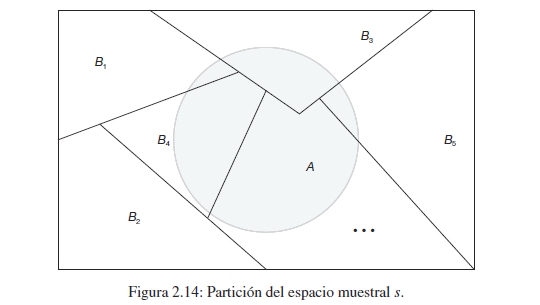 B₃
B₁
B₄
B₅
A
B₂
...
Figura 2.14: Partición del espacio muestral s.